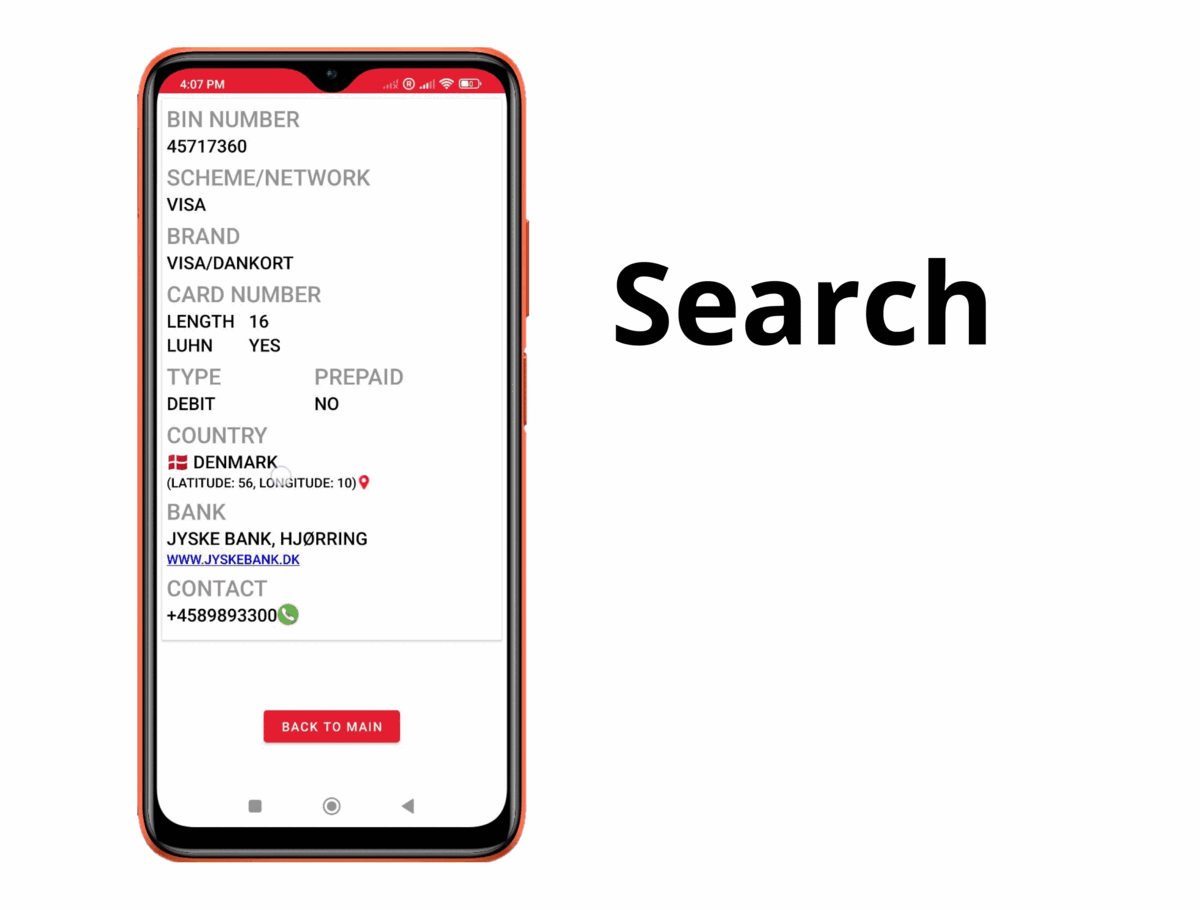 4:07 PM
BIN NUMBER
45717360
SCHEME/NETWORK
VISA
BRAND
VISA/DANKORT
CARD NUMBER
LENGTH 16
LUHN YES
TYPE PREPAID
DEBIT NO
COUNTRY
🇩🇰 DENMARK
(LATITUDE: 56, LONGITUDE: 10)
BANK
JYSKE BANK, HJØRRING
WWW.JYSKEBANK.DK
CONTACT
+4589893300
BACK TO MAIN
Search